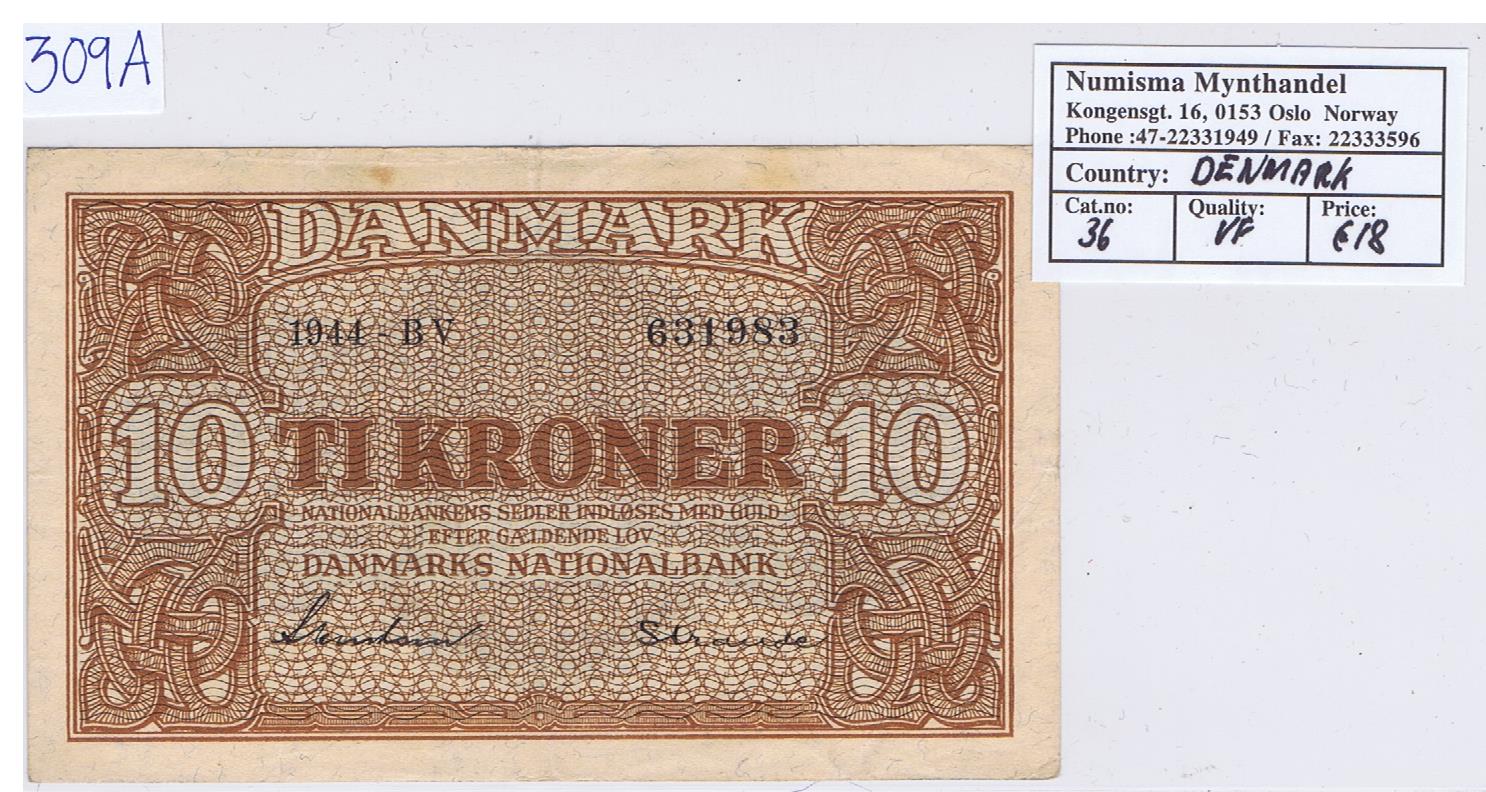 309A
Numisma Mynthandel
Kongensgt. 16, 0153 Oslo Norway
Phone :47-22331949 / Fax: 22333596
Country: DENMARK
Cat.no: Quality: Price:
36 VF €18
DANMARK
1944 - BV 631983
10 TI KRONER 10
NATIONALBANKENS SEDLER INDLØSES MED GULD
EFTER GÆLDENDE LOV
DANMARKS NATIONALBANK
Svendsen